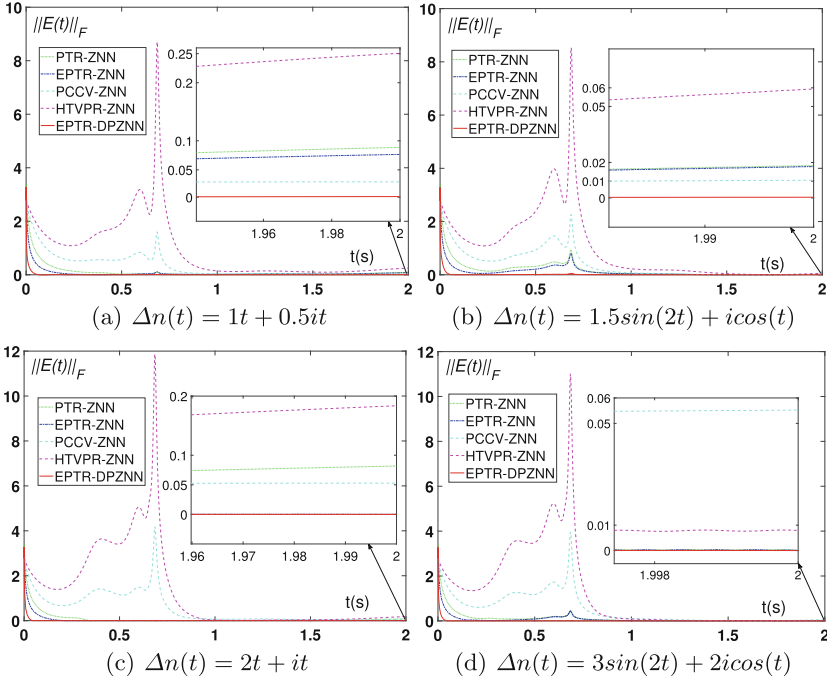 ||E(t)||_F
PTR-ZNN
EPTR-ZNN
PCCV-ZNN
HTVPR-ZNN
EPTR-DPZNN
10
8
6
4
2
0
0.25
0.2
0.1
0.05
0
1.96
1.98
2
t(s)
0
0.5
1
1.5
2
(a) Δn(t) = 1t + 0.5it
||E(t)||_F
PTR-ZNN
EPTR-ZNN
PCCV-ZNN
HTVPR-ZNN
EPTR-DPZNN
10
8
6
4
2
0
0.06
0.05
0.02
0.01
0
1.99
2
t(s)
0
0.5
1
1.5
2
(b) Δn(t) = 1.5sin(2t) + icos(t)
||E(t)||_F
PTR-ZNN
EPTR-ZNN
PCCV-ZNN
HTVPR-ZNN
EPTR-DPZNN
12
10
8
6
4
2
0
0.2
0.1
0.05
0
1.96
1.97
1.98
1.99
2
t(s)
0
0.5
1
1.5
2
(c) Δn(t) = 2t + it
||E(t)||_F
PTR-ZNN
EPTR-ZNN
PCCV-ZNN
HTVPR-ZNN
EPTR-DPZNN
12
10
8
6
4
2
0
0.06
0.05
0.01
0
1.998
2
t(s)
0
0.5
1
1.5
2
(d) Δn(t) = 3sin(2t) + 2icos(t)